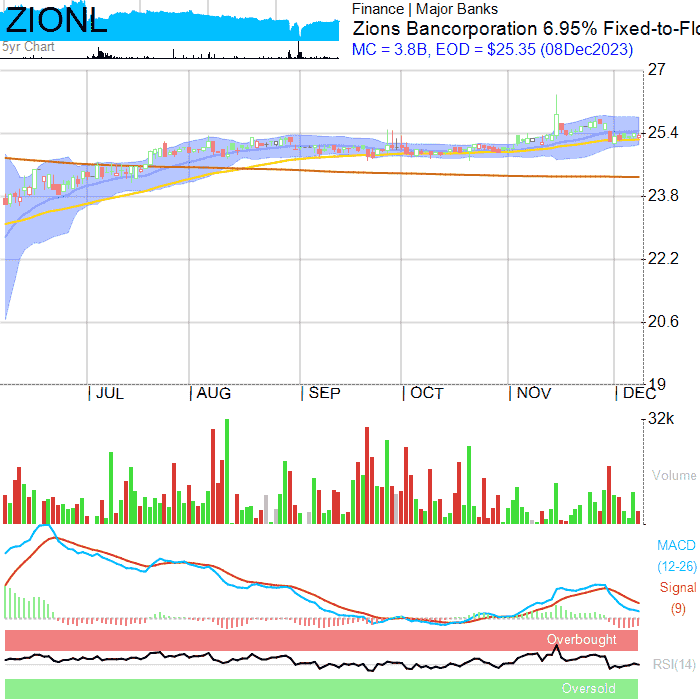 ZIONL
5yr Chart
Finance | Major Banks
Zions Bancorporation 6.95% Fixed-to-Flo
MC = 3.8B, EOD = $25.35 (08Dec2023)
27
25.4
23.8
22.2
20.6
19
JUL AUG SEP OCT NOV DEC
32k
Volume
MACD
(12-26)
Signal
(9)
Overbought
RSI(14)
Oversold